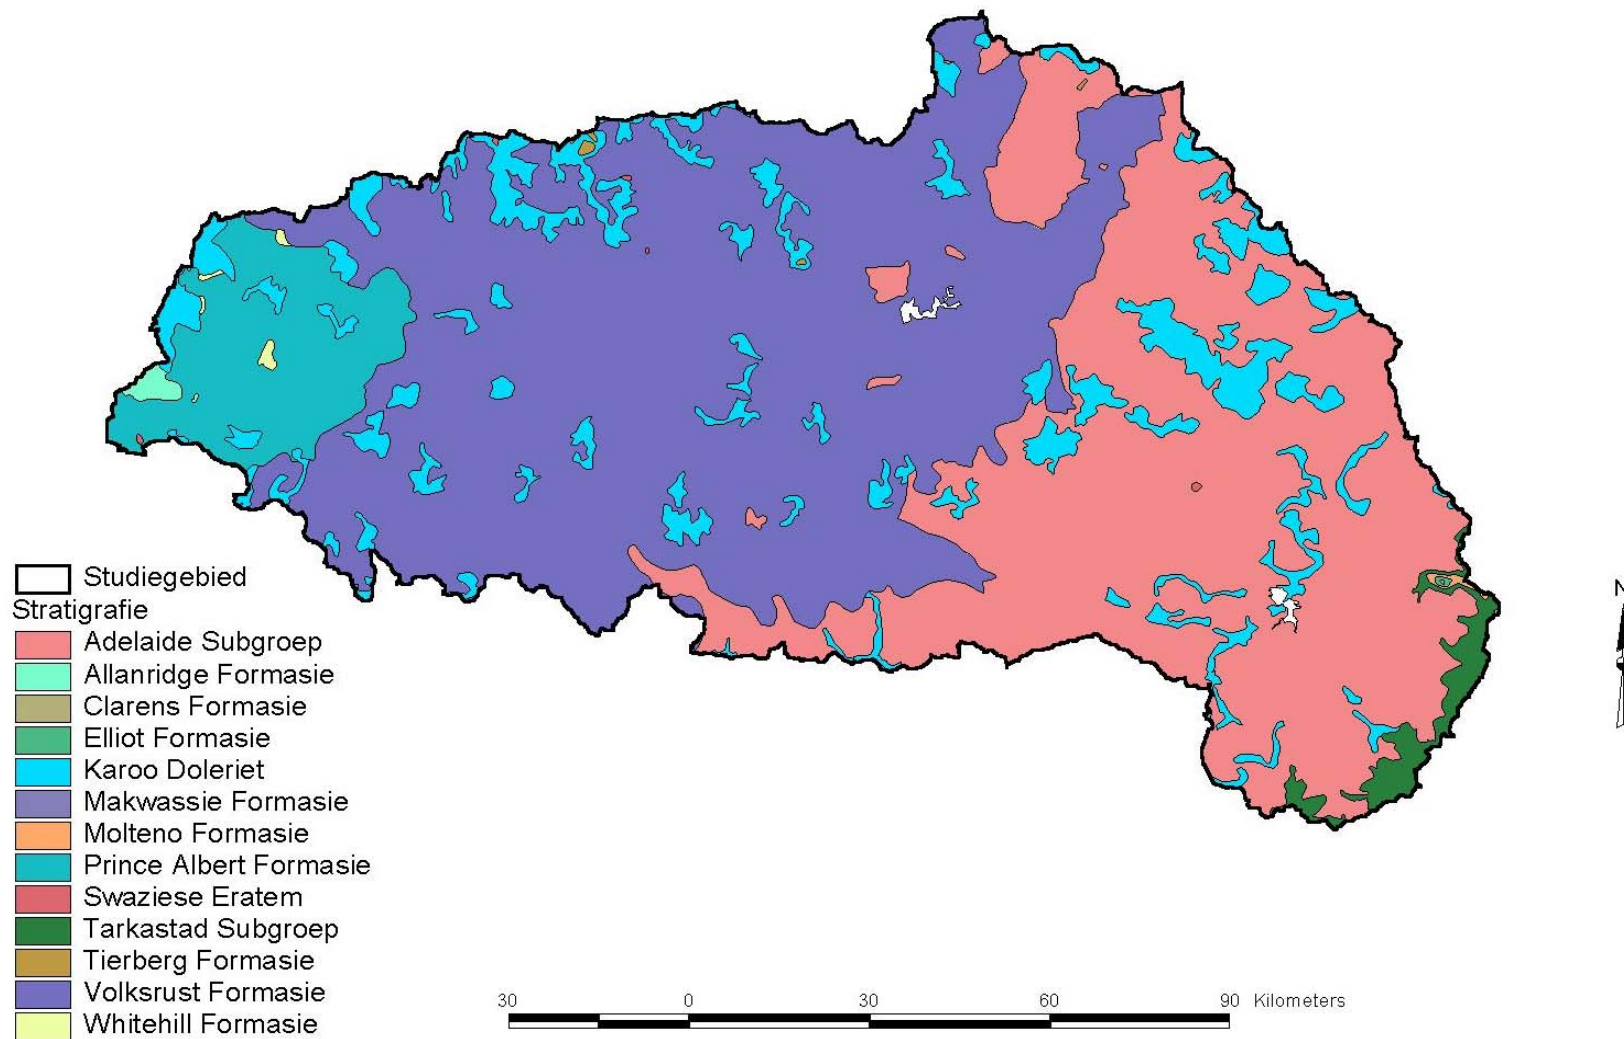 Studiegebied
Stratigrafie
Adelaide Subgroep
Allanridge Formasie
Clarens Formasie
Elliot Formasie
Karoo Doleriet
Makwassie Formasie
Molteno Formasie
Prince Albert Formasie
Swaziese Eratem
Tarkastad Subgroep
Tierberg Formasie
Volksrust Formasie
Whitehill Formasie
30 0 30 60 90 Kilometers
N